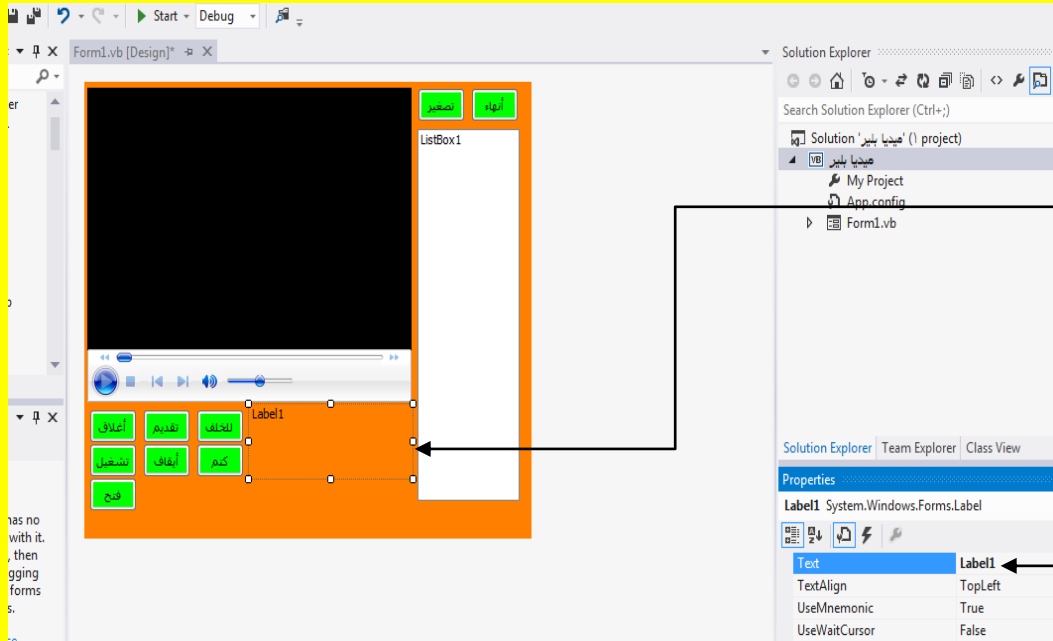 Start
Debug
Form1.vb [Design]*
er
ListBox1
تصغير
أنهاء
Label1
أغلاق
تقديم
للخلف
تشغيل
أيقاف
كتم
فتح
has no
with it.
, then
gging
forms
s.
Solution Explorer
Search Solution Explorer (Ctrl+;)
Solution 'ميديا بلير' (١ project)
VB ميديا بلير
My Project
App.config
Form1.vb
Solution Explorer
Team Explorer
Class View
Properties
Label1 System.Windows.Forms.Label
Text Label1
TextAlign TopLeft
UseMnemonic True
UseWaitCursor False